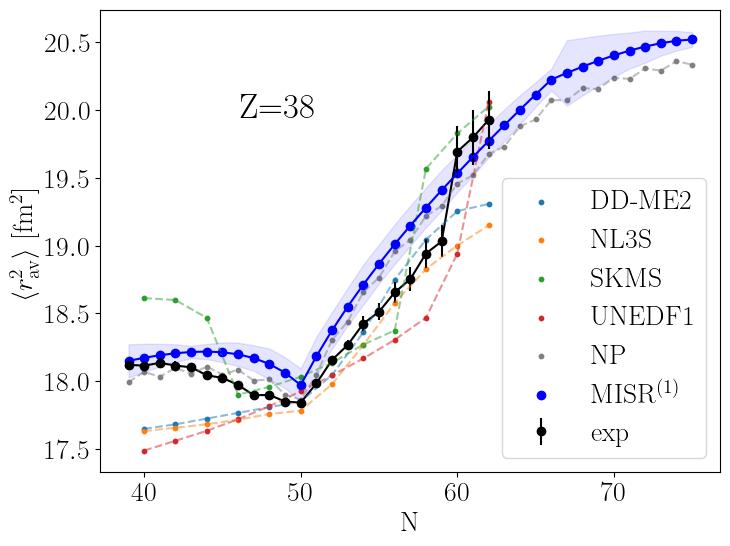 20.5
20.0
19.5
19.0
18.5
18.0
17.5
⟨r²av⟩ [fm²]
Z=38
DD-ME2
NL3S
SKMS
UNEDF1
NP
MISR⁽¹⁾
exp
40 50 60 70
N